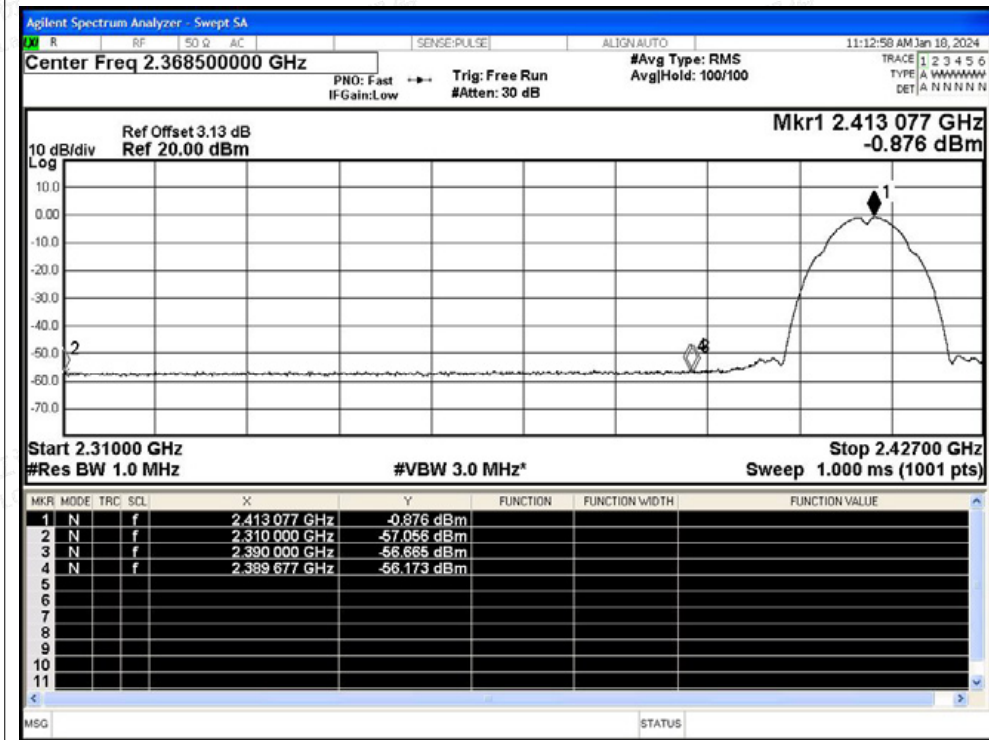 Agilent Spectrum Analyzer - Swept SA
LXI R RF 50 Ω AC SENSE:PULSE ALIGNAUTO 11:12:58 AM Jan 18, 2024
Center Freq 2.368500000 GHz
PNO: Fast
IFGain:Low
Trig: Free Run
#Atten: 30 dB
#Avg Type: RMS
Avg|Hold: 100/100
TRACE 1 2 3 4 5 6
TYPE A WWWWW
DET A N N N N N
Ref Offset 3.13 dB
10 dB/div Ref 20.00 dBm
Log
Mkr1 2.413 077 GHz
-0.876 dBm
10.0
0.00
-10.0
-20.0
-30.0
-40.0
-50.0
-60.0
-70.0
1
2
4
Start 2.31000 GHz Stop 2.42700 GHz
#Res BW 1.0 MHz #VBW 3.0 MHz* Sweep 1.000 ms (1001 pts)
MKR MODE TRC SCL X Y FUNCTION FUNCTION WIDTH FUNCTION VALUE
1 N f 2.413 077 GHz -0.876 dBm
2 N f 2.310 000 GHz -57.056 dBm
3 N f 2.390 000 GHz -56.665 dBm
4 N f 2.389 677 GHz -56.173 dBm
5
6
7
8
9
10
11
MSG STATUS